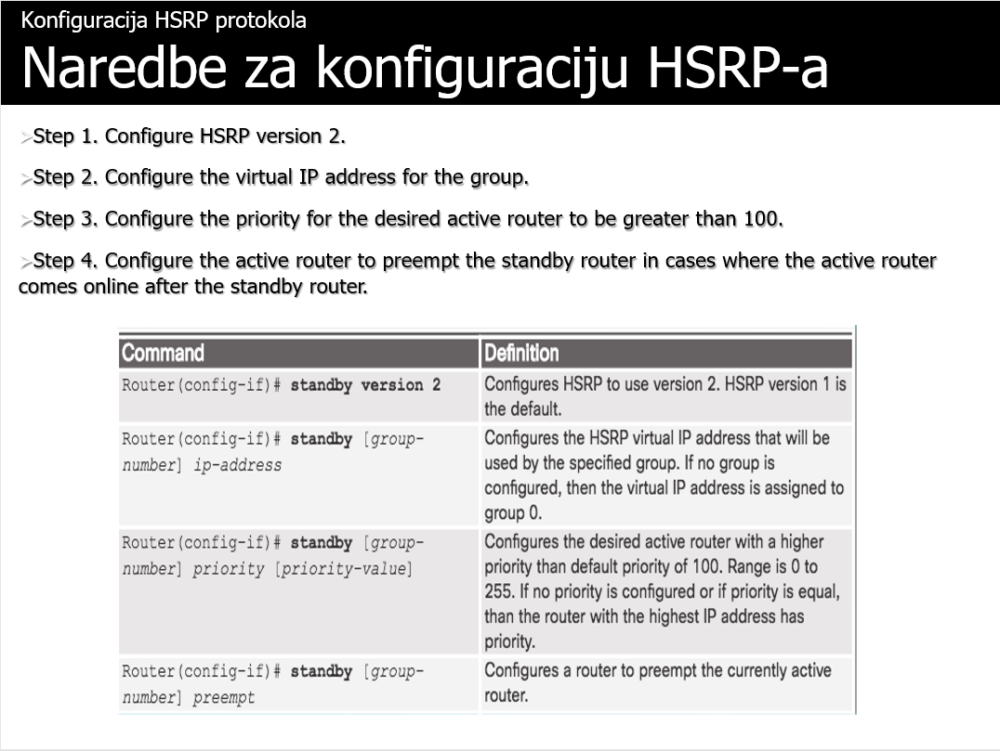 Konfiguracija HSRP protokola
Naredbe za konfiguraciju HSRP-a
➢Step 1. Configure HSRP version 2.
➢Step 2. Configure the virtual IP address for the group.
➢Step 3. Configure the priority for the desired active router to be greater than 100.
➢Step 4. Configure the active router to preempt the standby router in cases where the active router
comes online after the standby router.
Command
Definition
Router(config-if)# standby version 2
Configures HSRP to use version 2. HSRP version 1 is
the default.
Router(config-if)# standby [group-
number] ip-address
Configures the HSRP virtual IP address that will be
used by the specified group. If no group is
configured, then the virtual IP address is assigned to
group 0.
Router(config-if)# standby [group-
number] priority [priority-value]
Configures the desired active router with a higher
priority than default priority of 100. Range is 0 to
255. If no priority is configured or if priority is equal,
than the router with the highest IP address has
priority.
Router(config-if)# standby [group-
number] preempt
Configures a router to preempt the currently active
router.